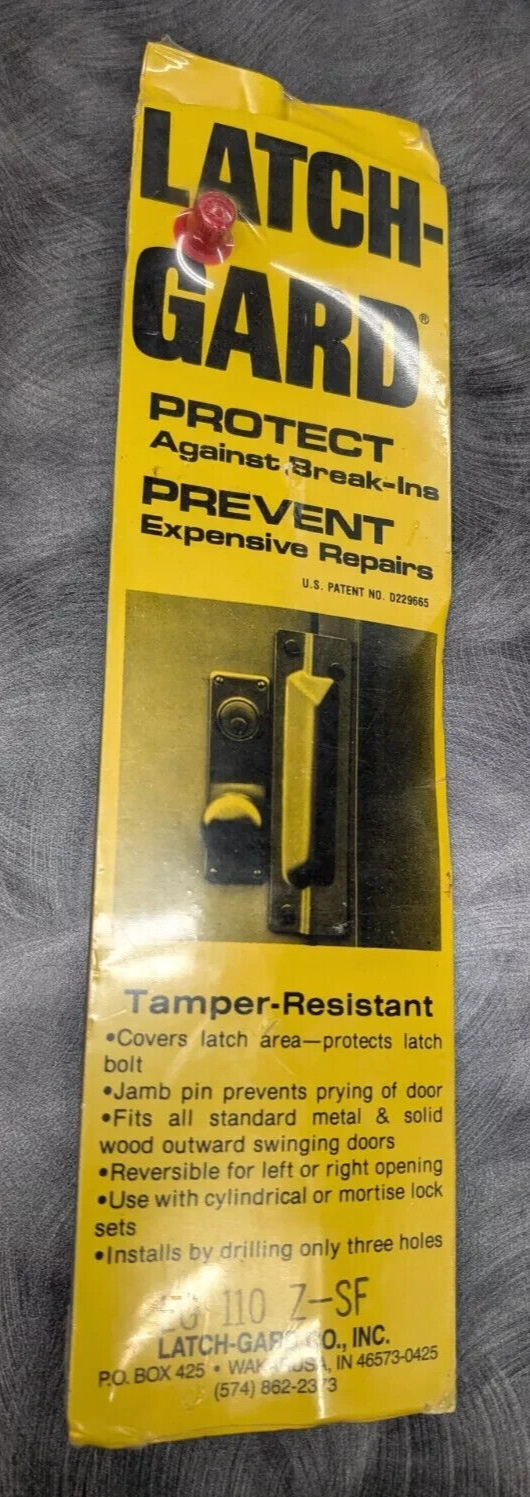 LATCH-
GARD®
PROTECT
Against Break-Ins
PREVENT
Expensive Repairs
U.S. PATENT NO. D229665
Tamper-Resistant
•Covers latch area—protects latch
bolt
•Jamb pin prevents prying of door
•Fits all standard metal & solid
wood outward swinging doors
•Reversible for left or right opening
•Use with cylindrical or mortise lock
sets
•Installs by drilling only three holes
110 Z-SF
LATCH-GARD CO., INC.
P.O. BOX 425 • WAKARUSA, IN 46573-0425
(574) 862-2373